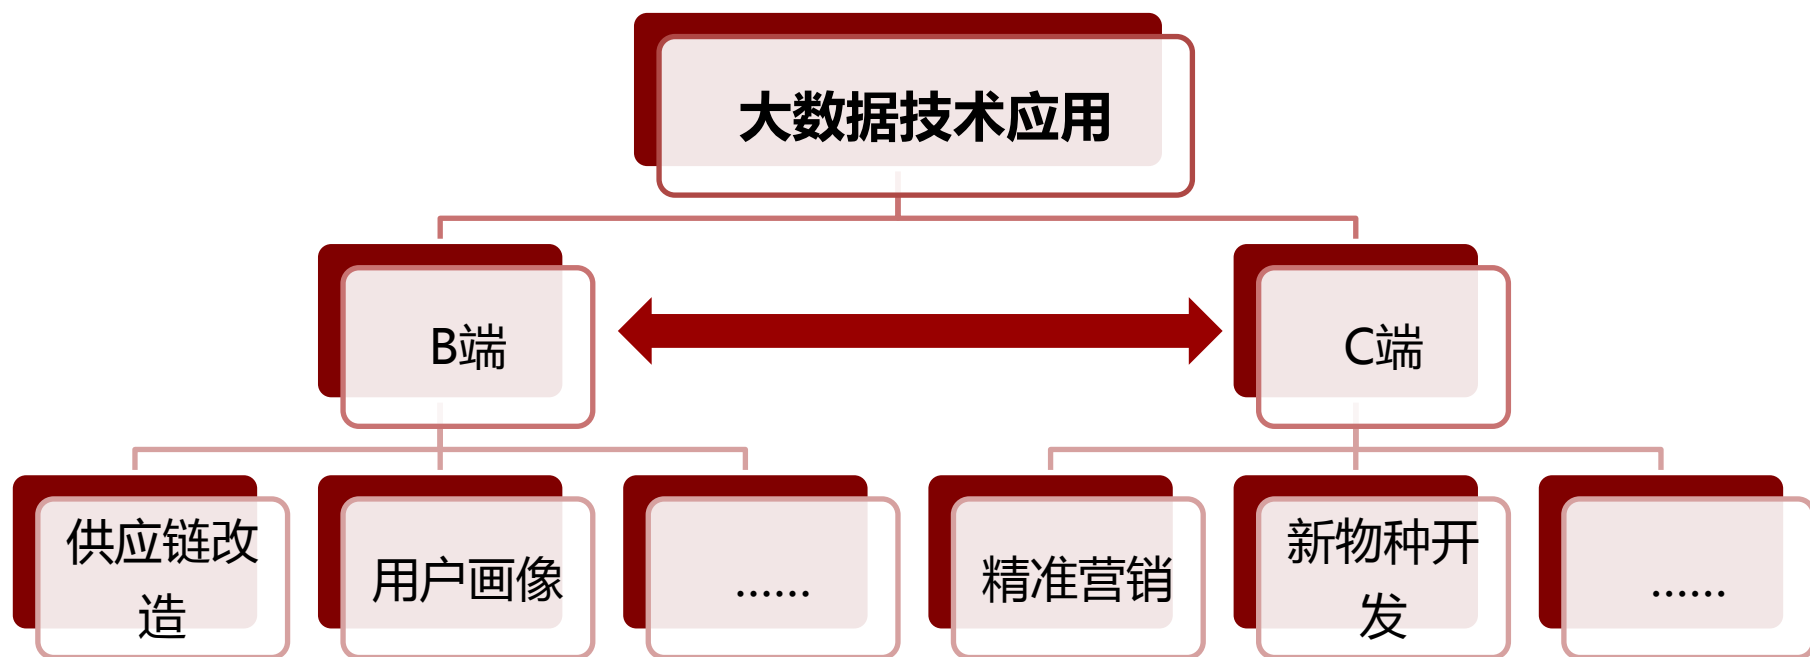 大数据技术应用
B端
C端
供应链改
造
用户画像
......
精准营销
新物种开
发
......